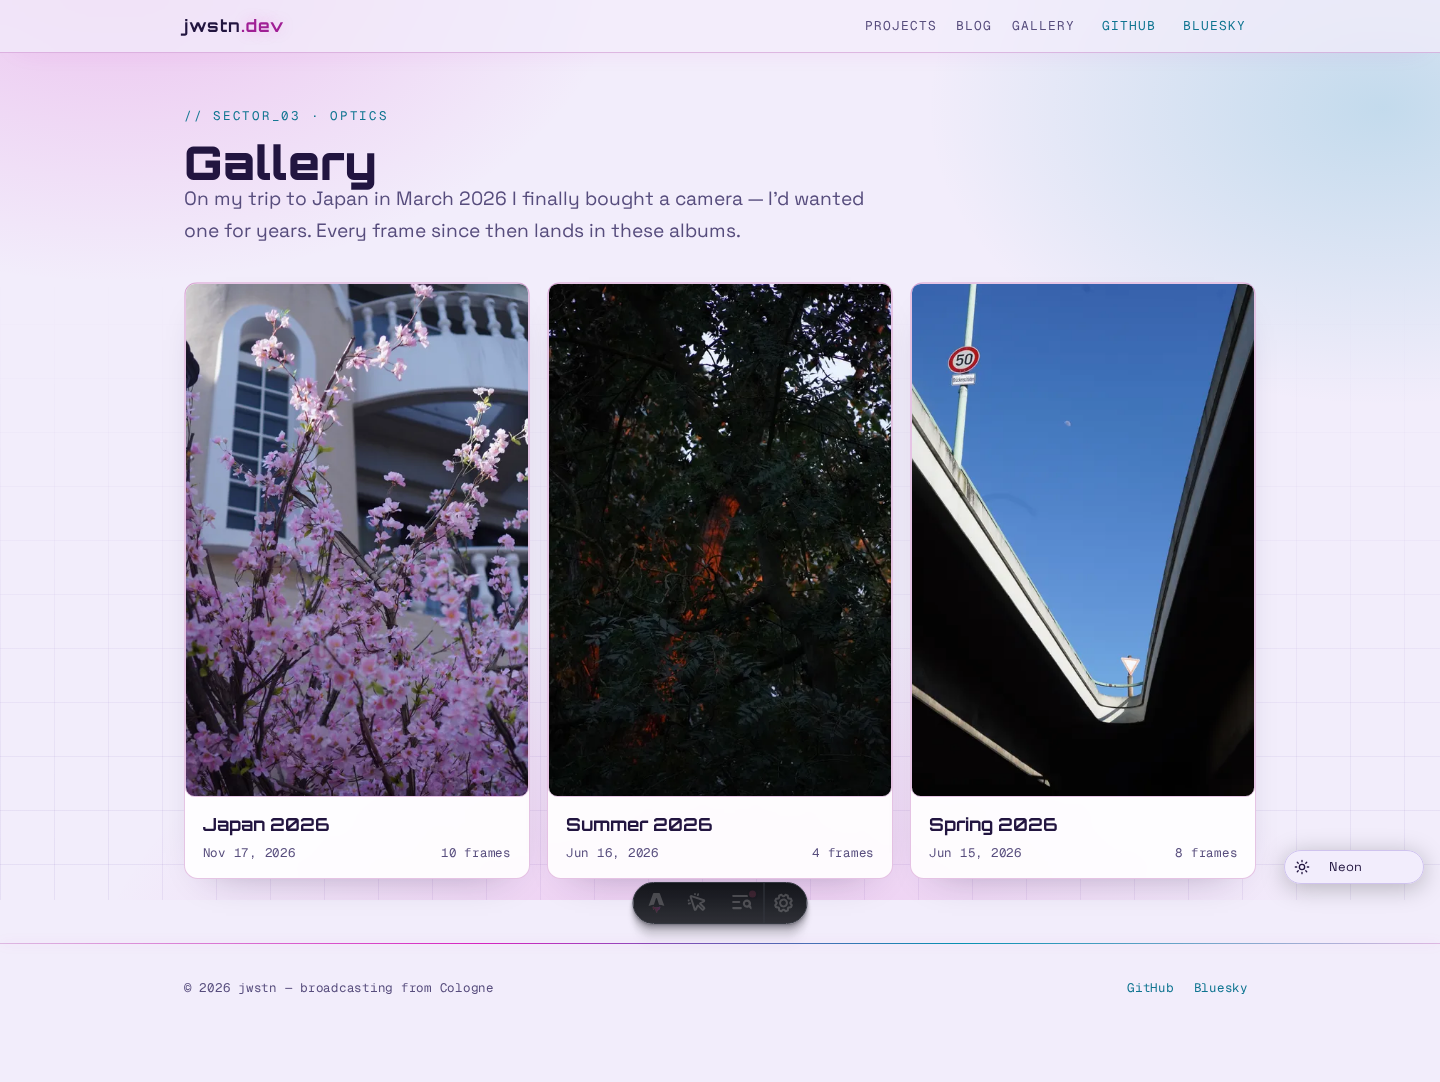 jwstn.dev
PROJECTS BLOG GALLERY GITHUB BLUESKY
// SECTOR_03 · OPTICS
Gallery
On my trip to Japan in March 2026 I finally bought a camera — I'd wanted
one for years. Every frame since then lands in these albums.
50
Japan 2026
Nov 17, 2026 10 frames
Summer 2026
Jun 16, 2026 4 frames
Spring 2026
Jun 15, 2026 8 frames
Neon
© 2026 jwstn — broadcasting from Cologne
GitHub Bluesky